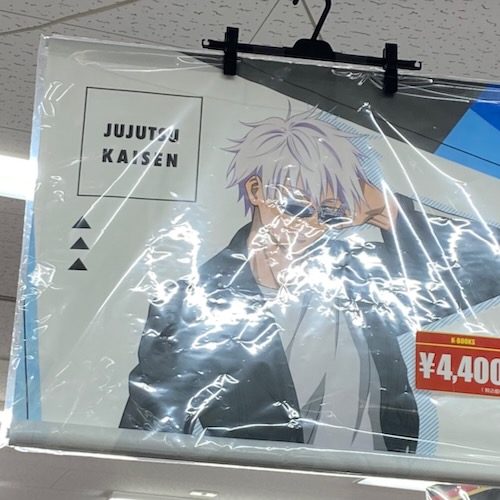 JUJUTSU
KAISEN
K-BOOKS
¥4,400